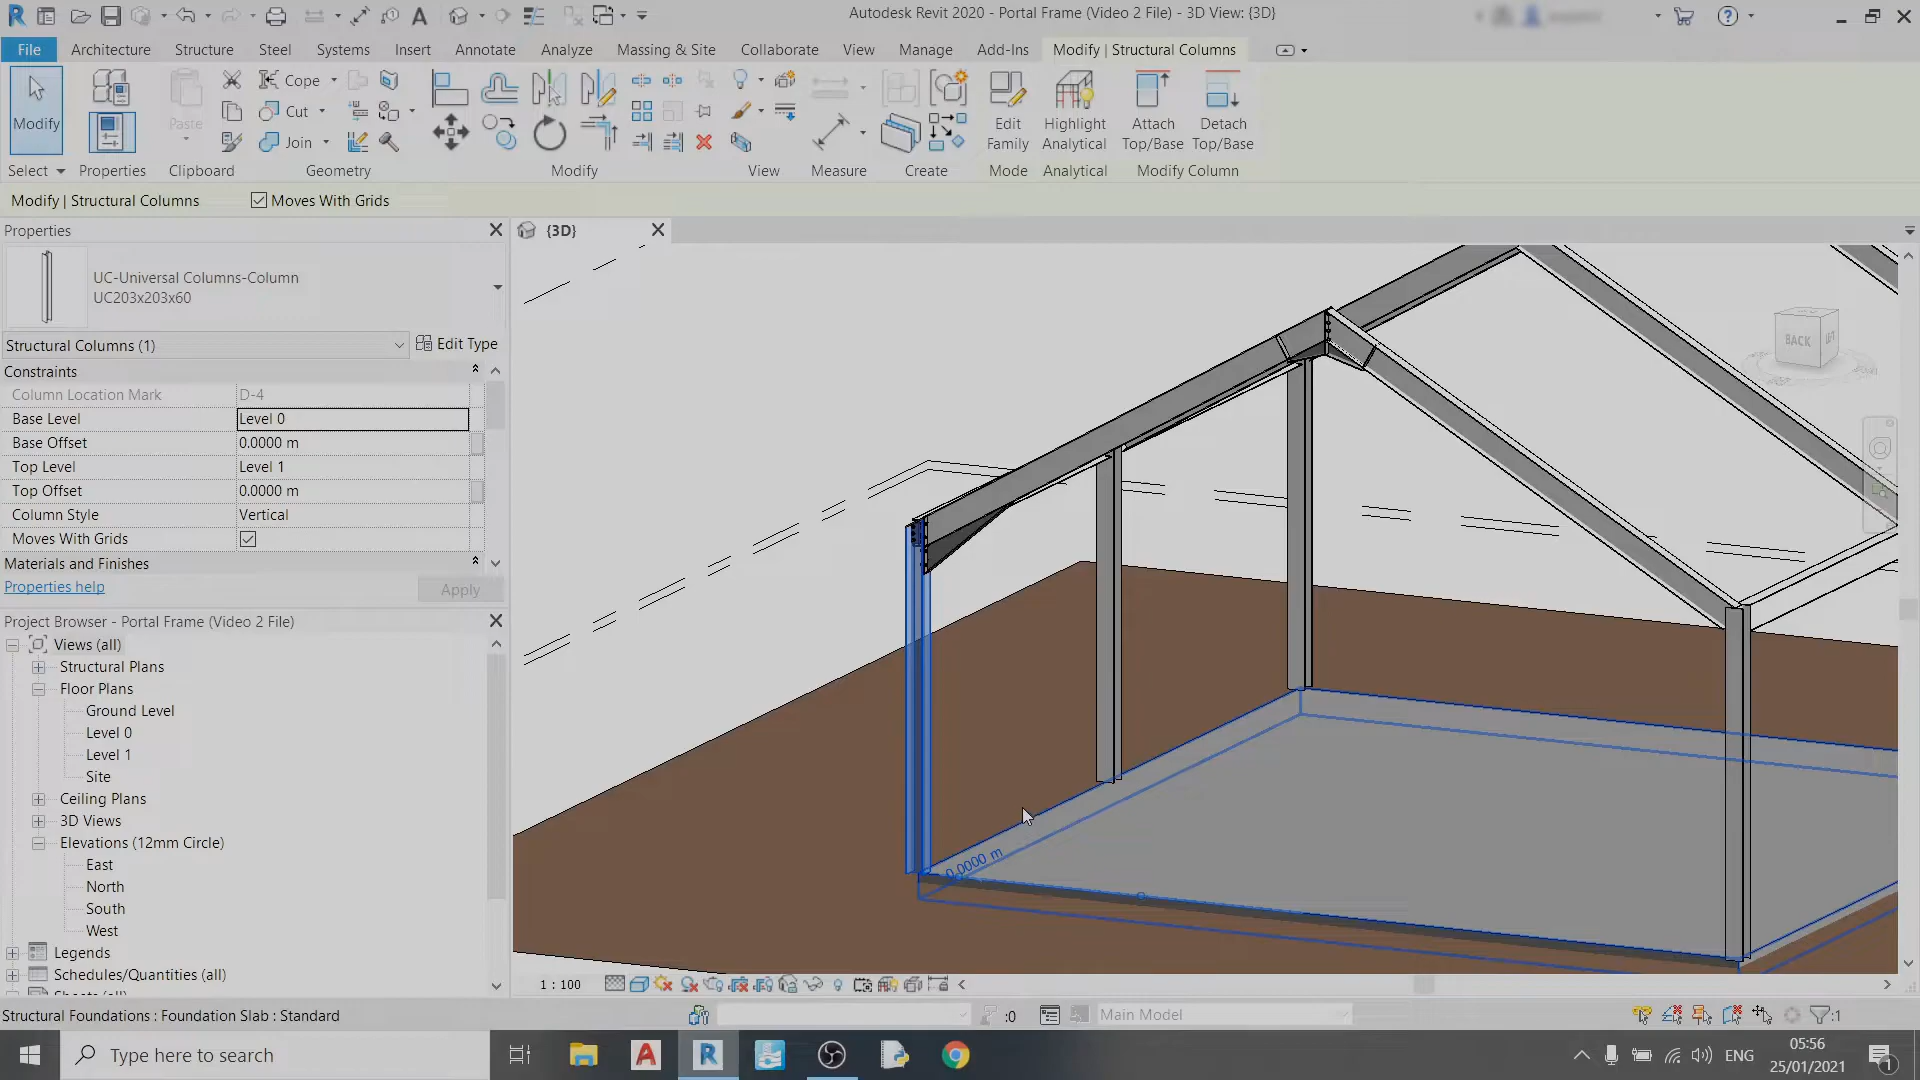 Autodesk Revit 2020 - Portal Frame (Video 2 File) - 3D View: {3D}
File Architecture Structure Steel Systems Insert Annotate Analyze Massing & Site Collaborate View Manage Add-Ins Modify | Structural Columns
Cope
Cut
Join
Modify
Paste
Edit Family
Highlight Analytical
Attach Top/Base
Detach Top/Base
Select Properties Clipboard Geometry Modify View Measure Create Mode Analytical Modify Column
Modify | Structural Columns Moves With Grids
Properties
{3D}
UC-Universal Columns-Column
UC203x203x60
Structural Columns (1) Edit Type
Constraints
Column Location Mark D-4
Base Level Level 0
Base Offset 0.0000 m
Top Level Level 1
Top Offset 0.0000 m
Column Style Vertical
Moves With Grids
Materials and Finishes
Properties help Apply
Project Browser - Portal Frame (Video 2 File)
Views (all)
Structural Plans
Floor Plans
Ground Level
Level 0
Level 1
Site
Ceiling Plans
3D Views
Elevations (12mm Circle)
East
North
South
West
Legends
Schedules/Quantities (all)
BACK
LEFT
0.0000 m
1 : 100
Structural Foundations : Foundation Slab : Standard
:0
Main Model
:1
Type here to search
ENG
05:56
25/01/2021
1